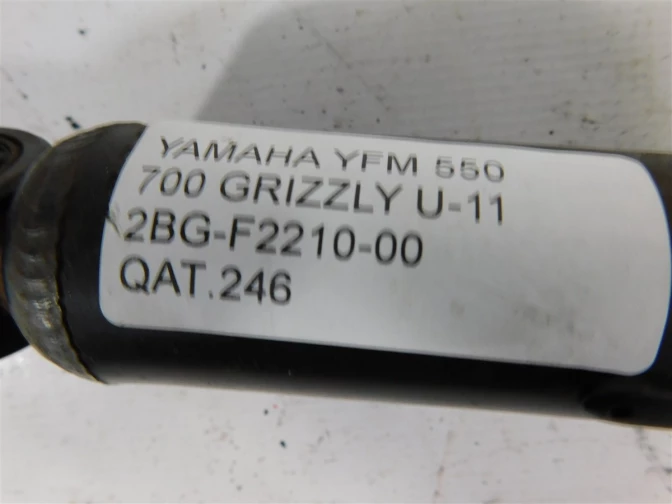 YAMAHA YFM 550
700 GRIZZLY U-11
2BG-F2210-00
QAT.246